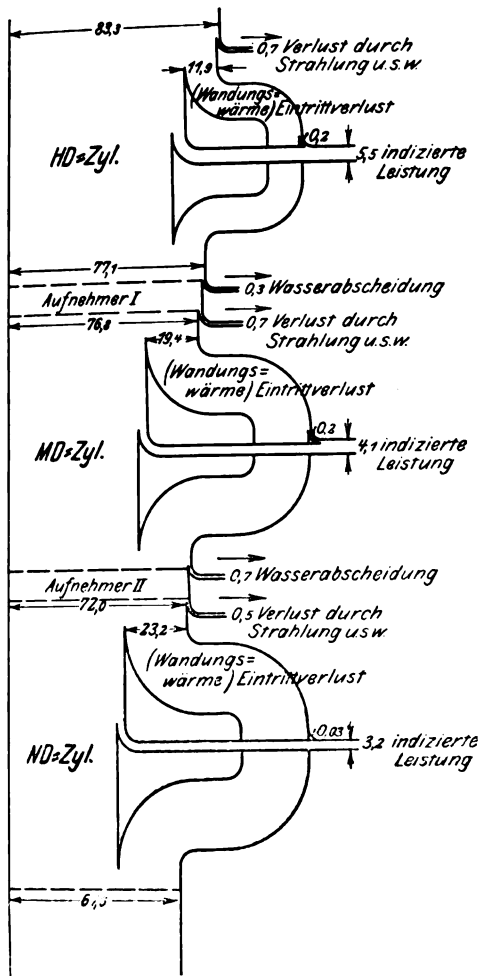 83,3
0,7 Verlust durch
Strahlung u.s.w.
11,9
(Wandungs=
wärme) Eintrittverlust
0,2
HD=Zyl.
5,5 indizierte
Leistung
77,1
0,3 Wasserabscheidung
Aufnehmer I
76,8
0,7 Verlust durch
Strahlung u.s.w.
19,4
(Wandungs=
wärme) Eintrittverlust
0,2
MD=Zyl.
4,1 indizierte
Leistung
0,7 Wasserabscheidung
Aufnehmer II
72,0
0,5 Verlust durch
Strahlung u.s.w.
23,2
(Wandungs=
wärme) Eintrittverlust
0,03
ND=Zyl.
3,2 indizierte
Leistung